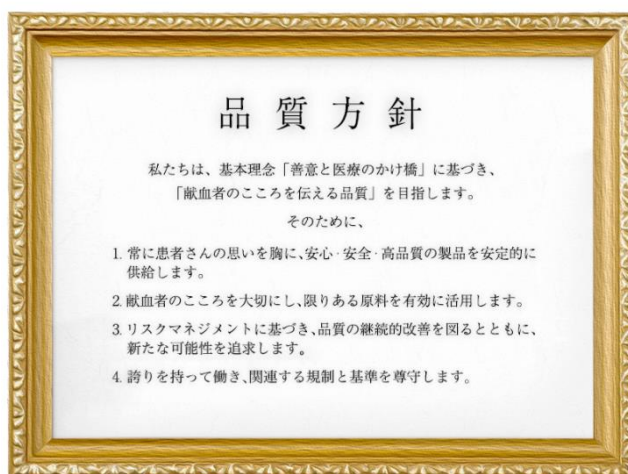 品質方針
私たちは、基本理念「善意と医療のかけ橋」に基づき、
「献血者のこころを伝える品質」を目指します。
そのために、
1. 常に患者さんの思いを胸に、安心·安全·高品質の製品を安定的に
供給します。
2. 献血者のこころを大切にし、限りある原料を有効に活用します。
3. リスクマネジメントに基づき、品質の継続的改善を図るとともに、
新たな可能性を追求します。
4. 誇りを持って働き、関連する規制と基準を尊守します。